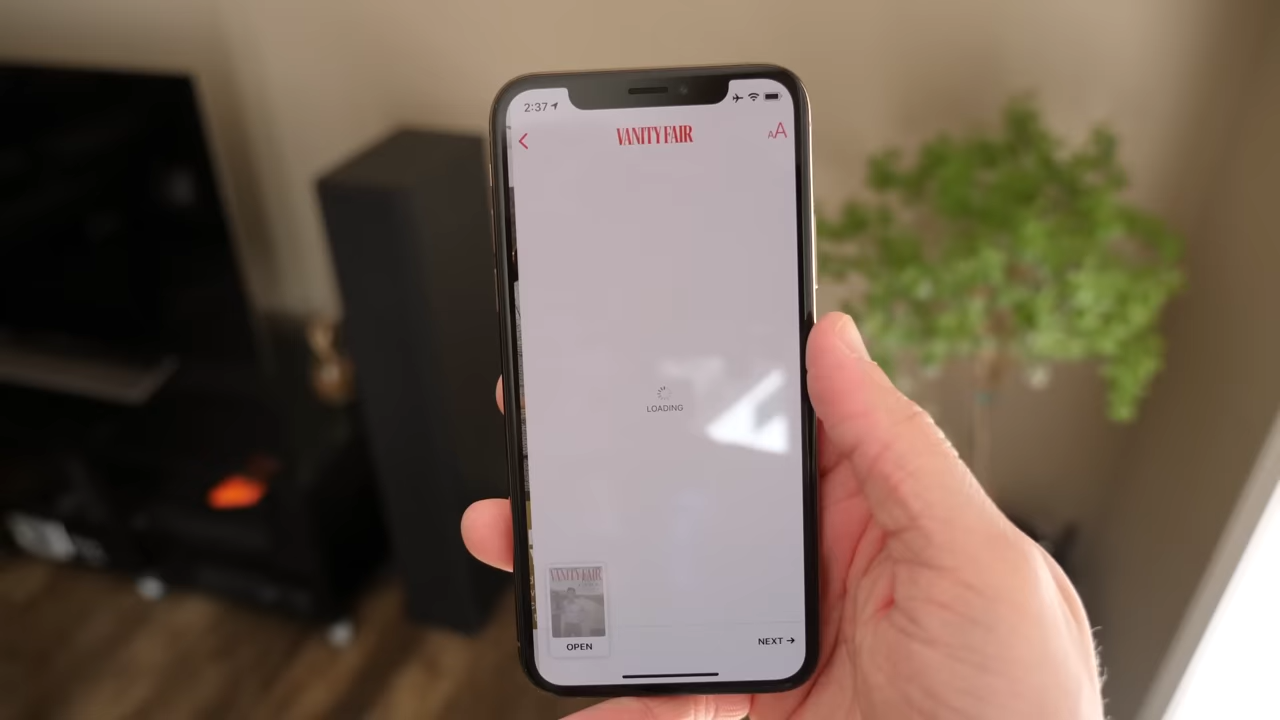 2:37
VANITY FAIR
AA
LOADING
VANITY FAIR
OPEN
NEXT →